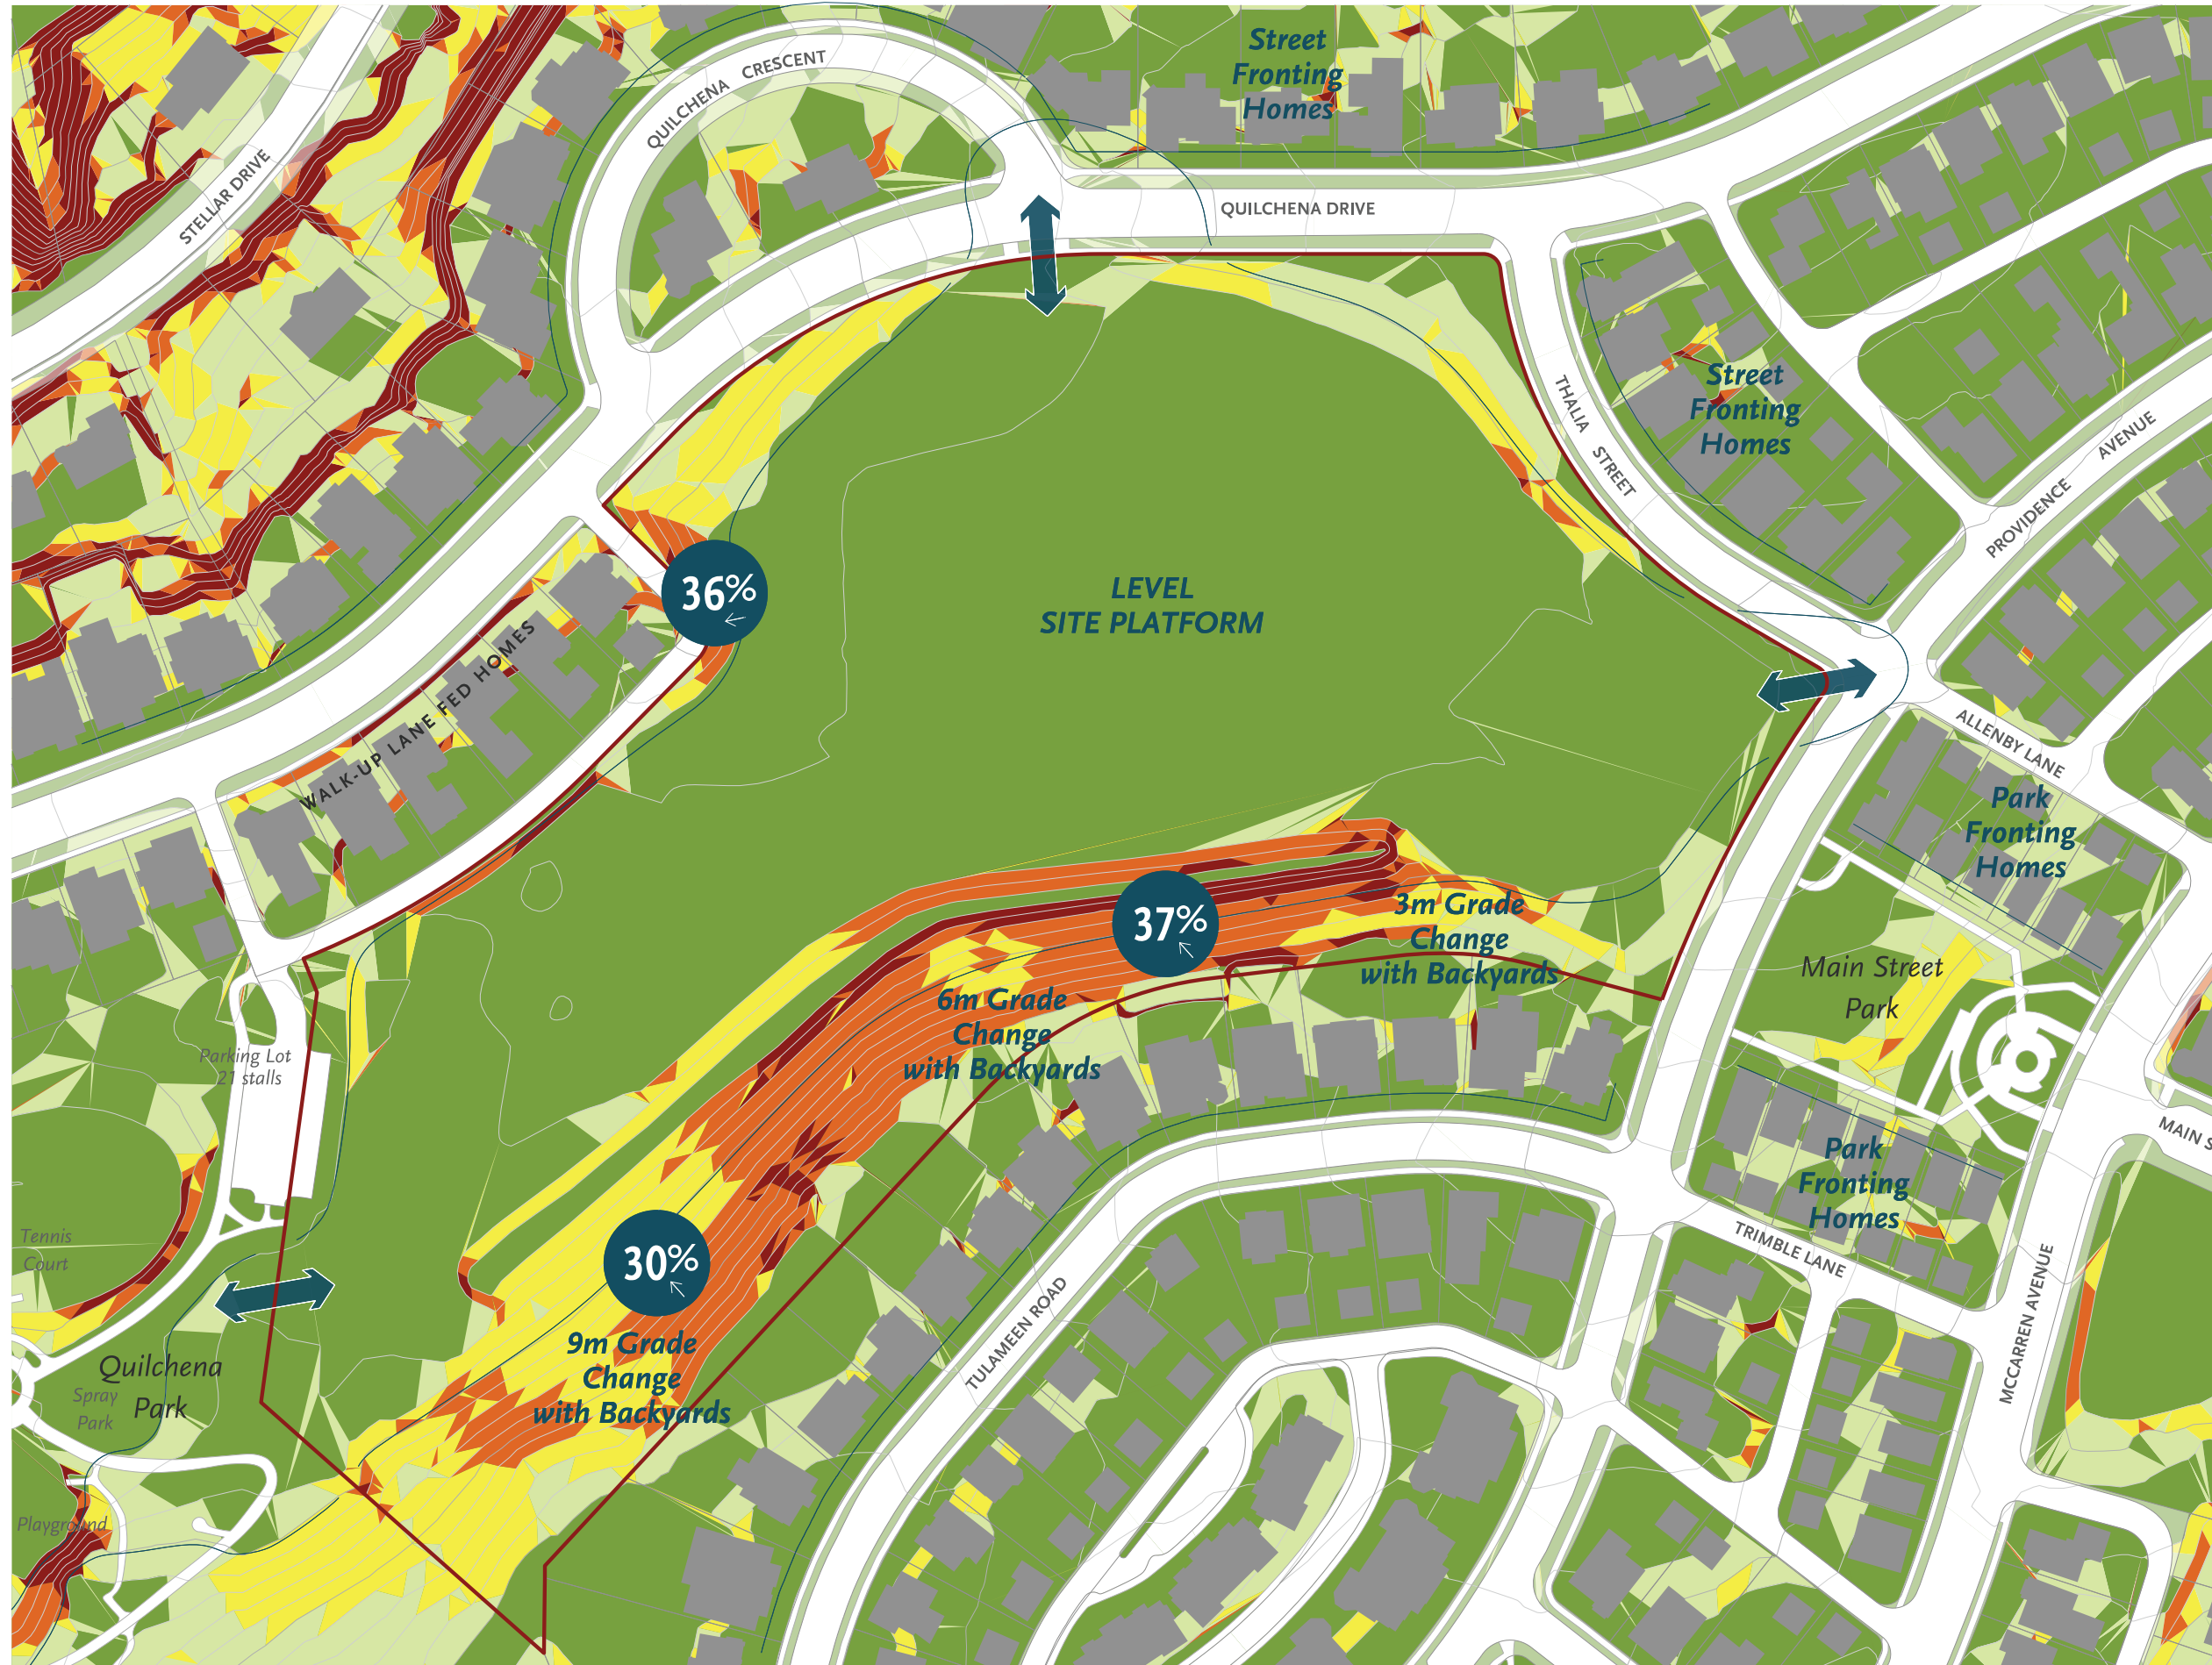 Street
Fronting
Homes
QUILCHENA CRESCENT
STELLAR DRIVE
QUILCHENA DRIVE
Street
Fronting
Homes
THALIA STREET
PROVIDENCE AVENUE
36%
LEVEL
SITE PLATFORM
WALK-UP LANE FED HOMES
ALLENBY LANE
Park
Fronting
Homes
37%
3m Grade
Change
with Backyards
Main Street
Park
6m Grade
Change
with Backyards
Parking Lot
21 stalls
MAIN S
Park
Fronting
Homes
Tennis
Court
30%
TRIMBLE LANE
MCCARREN AVENUE
TULAMEEN ROAD
9m Grade
Change
with Backyards
Quilchena
Park
Spray
Park
Playground